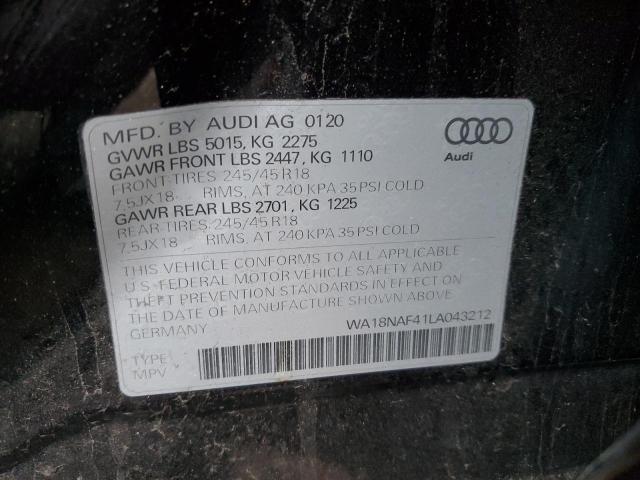 MFD. BY AUDI AG 0120
GVWR LBS 5015, KG 2275
GAWR FRONT LBS 2447, KG 1110
FRONT-TIRES: 245/45 R18
7,5JX18 RIMS, AT 240 KPA 35 PSI COLD
GAWR REAR LBS 2701, KG 1225
REAR-TIRES: 245/45 R18
7,5JX18 RIMS, AT 240 KPA 35 PSI COLD
Audi
THIS VEHICLE CONFORMS TO ALL APPLICABLE
U.S. FEDERAL MOTOR VEHICLE SAFETY AND
THEFT PREVENTION STANDARDS IN EFFECT ON
THE DATE OF MANUFACTURE SHOWN ABOVE.
GERMANY
WA18NAF41LA043212
TYPE:
MPV